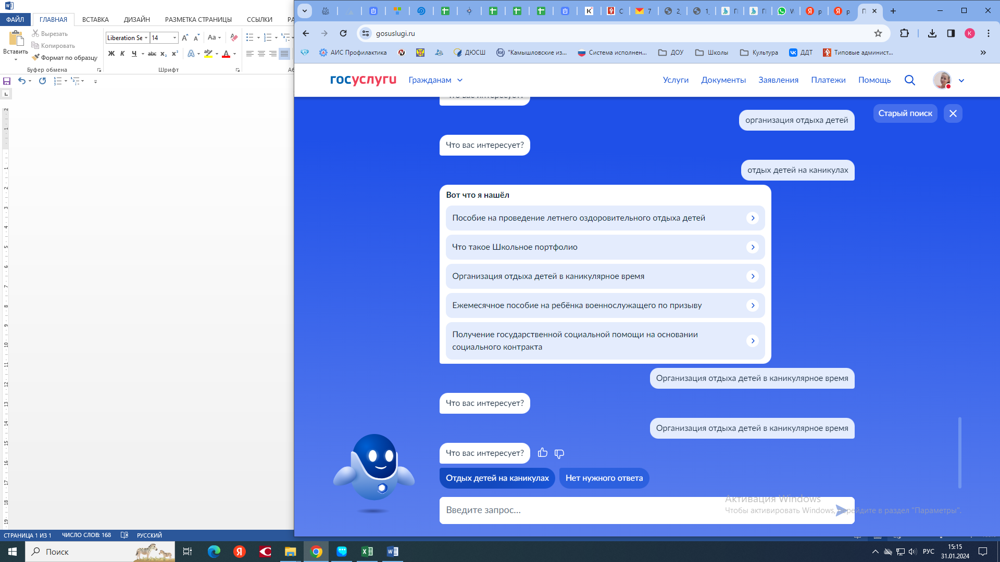 ФАЙЛ
ГЛАВНАЯ
ВСТАВКА
ДИЗАЙН
РАЗМЕТКА СТРАНИЦЫ
ССЫЛКИ
Вставить
Вырезать
Копировать
Формат по образцу
Буфер обмена
Liberation Se
14
Aa
Ж К Ч abc x₂ x²
Шрифт
gosuslugi.ru
АИС Профилактика
ДЮСШ
"Камышловские из...
Система исполнен...
ДОУ
Школы
Культура
ДДТ
Типовые админист...
госуслуги
Гражданам
Услуги
Документы
Заявления
Платежи
Помощь
Старый поиск
Что вас интересует?
организация отдыха детей
Что вас интересует?
отдых детей на каникулах
Вот что я нашёл
Пособие на проведение летнего оздоровительного отдыха детей
Что такое Школьное портфолио
Организация отдыха детей в каникулярное время
Ежемесячное пособие на ребёнка военнослужащего по призыву
Получение государственной социальной помощи на основании
социального контракта
Организация отдыха детей в каникулярное время
Что вас интересует?
Организация отдыха детей в каникулярное время
Что вас интересует?
Отдых детей на каникулах
Нет нужного ответа
Введите запрос...
Активация Windows
Чтобы активировать Windows, перейдите в раздел "Параметры".
СТРАНИЦА 1 ИЗ 1
ЧИСЛО СЛОВ: 168
РУССКИЙ
Поиск
РУС
15:15
31.01.2024